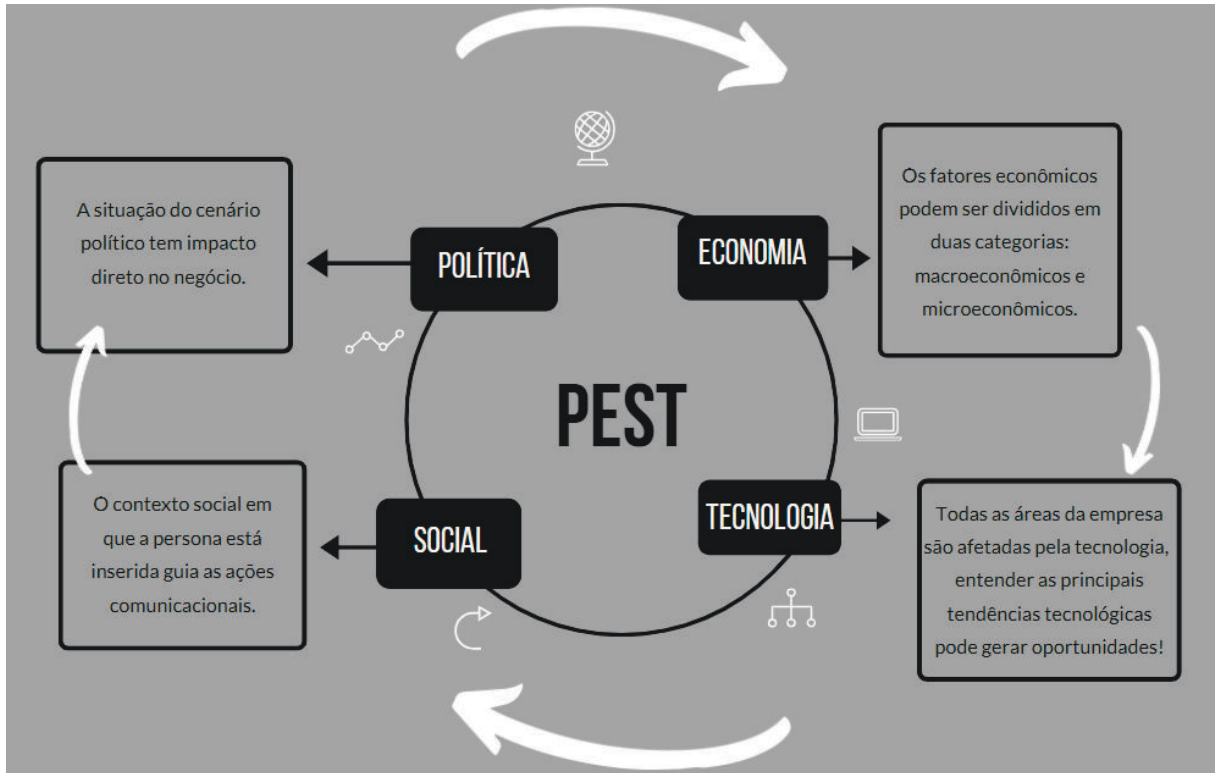 A situação do cenário
político tem impacto
direto no negócio.
POLÍTICA
ECONOMIA
Os fatores econômicos
podem ser divididos em
duas categorias:
macroeconômicos e
microeconômicos.
PEST
O contexto social em
que a persona está
inserida guia as ações
comunicacionais.
SOCIAL
TECNOLOGIA
Todas as áreas da empresa
são afetadas pela tecnologia,
entender as principais
tendências tecnológicas
pode gerar oportunidades!